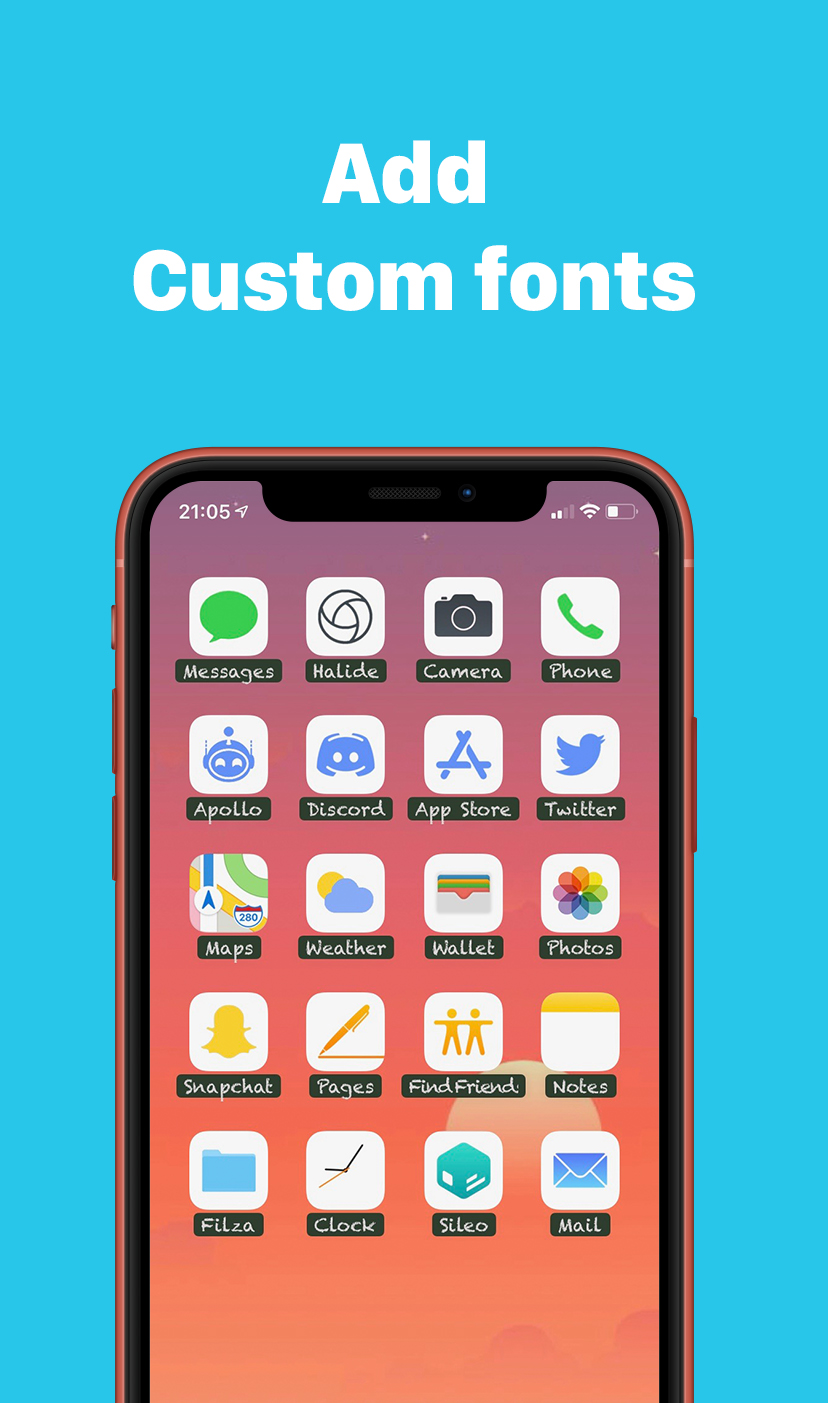 Add
Custom fonts
21:05
Messages Halide Camera Phone
Apollo Discord App Store Twitter
280
Maps Weather Wallet Photos
Snapchat Pages FindFriend Notes
Filza Clock Sileo Mail